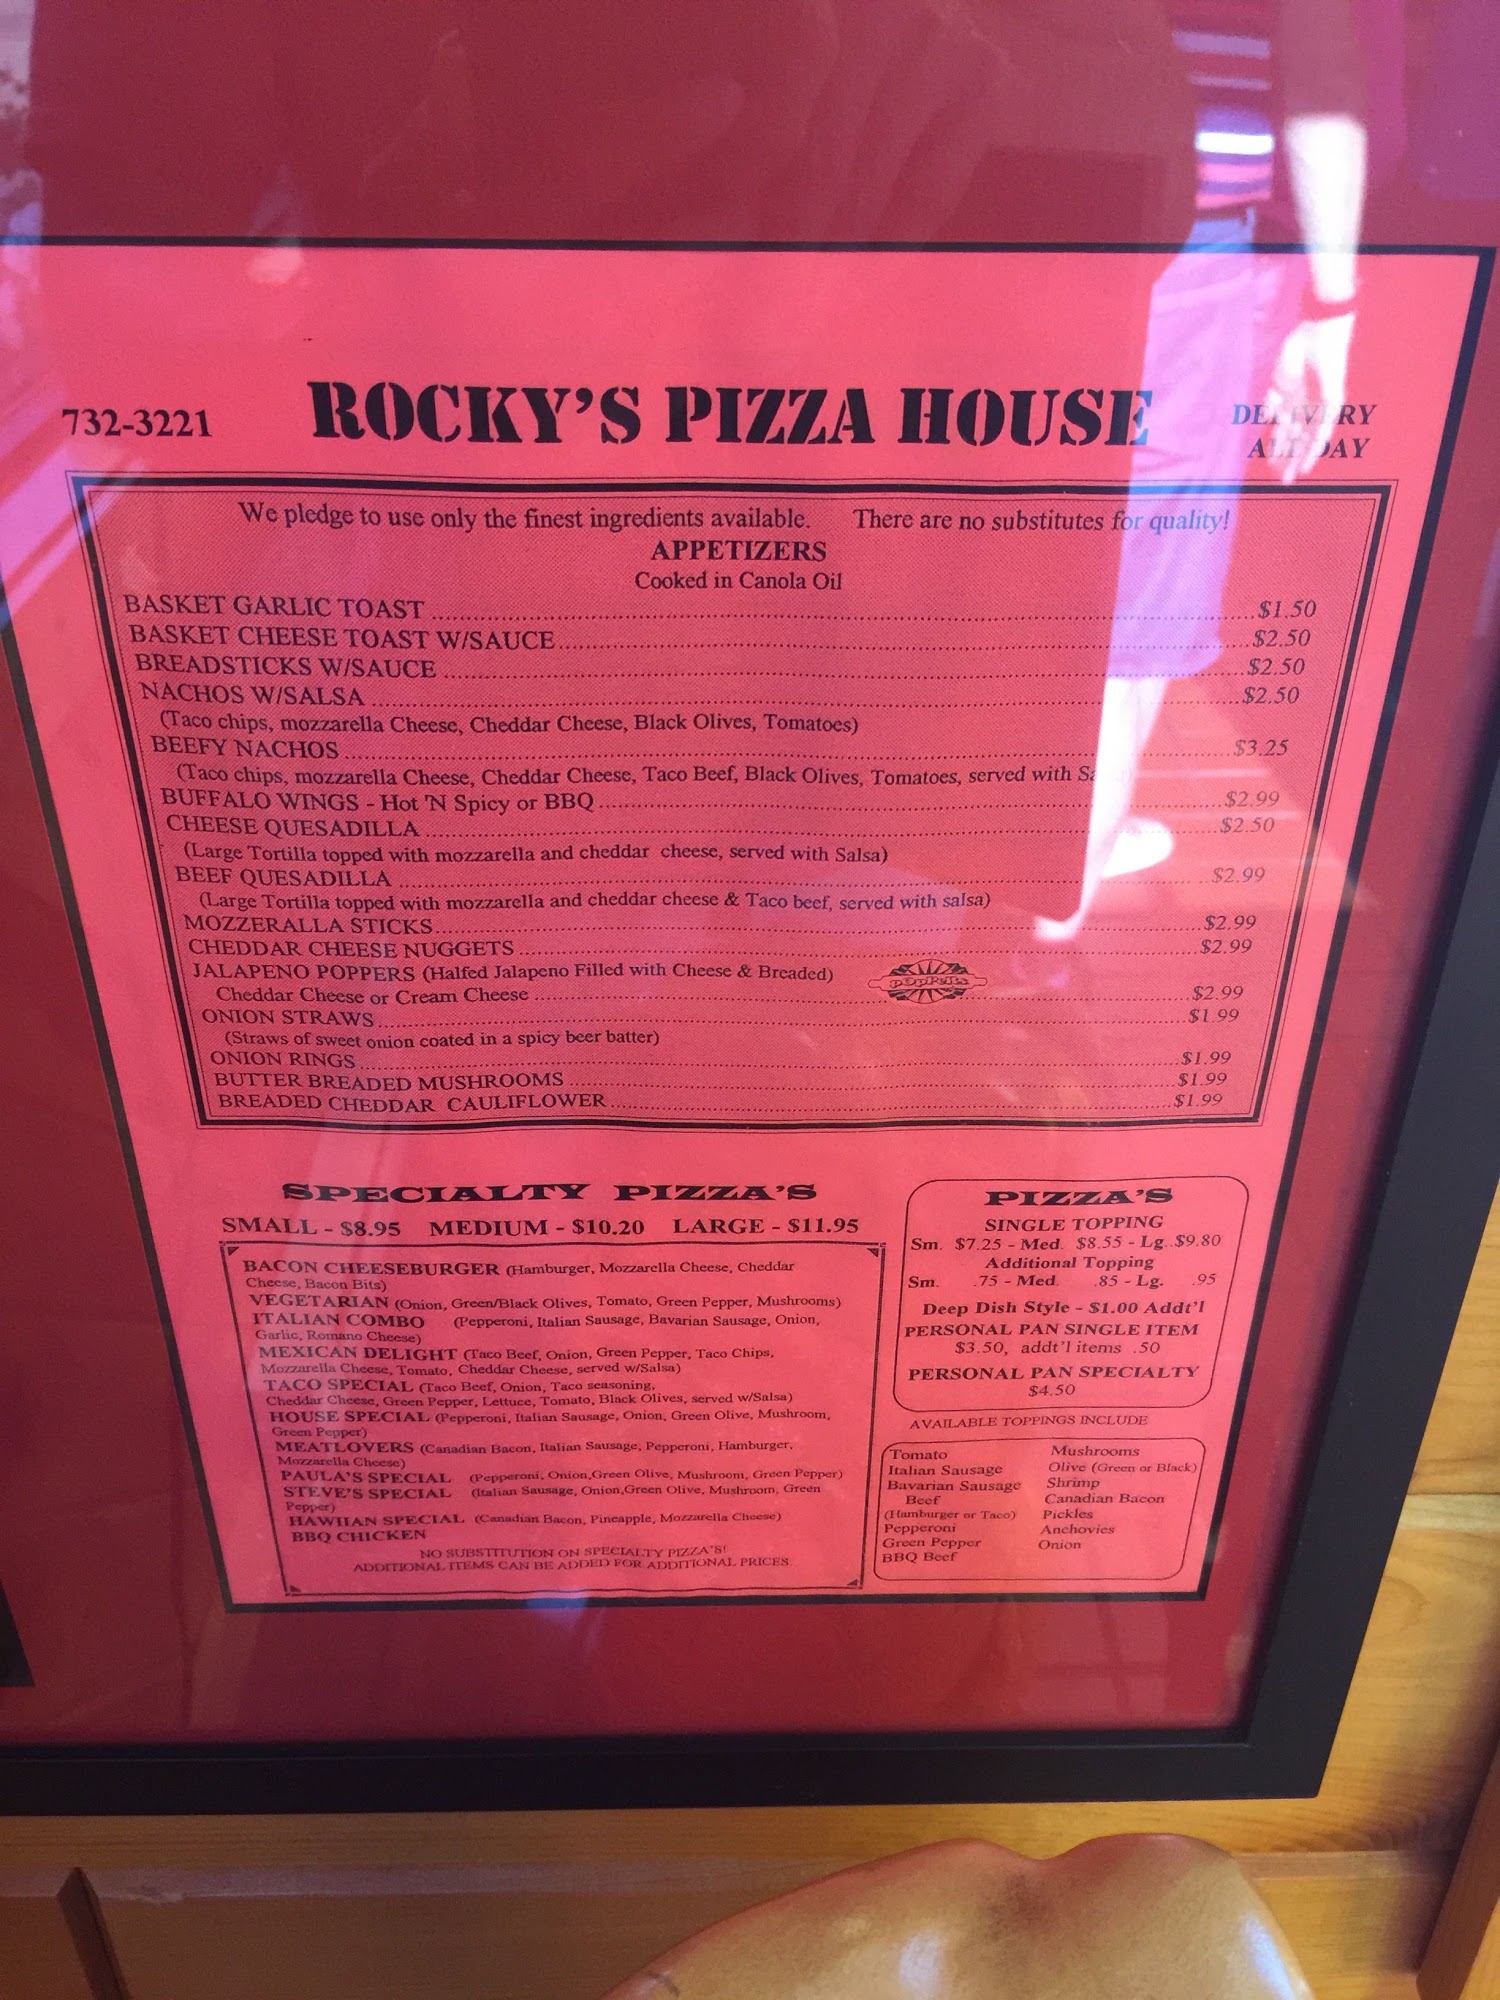 732-3221 ROCKY'S PIZZA HOUSE DELIVERY
ALL DAY
We pledge to use only the finest ingredients available. There are no substitutes for quality!
APPETIZERS
Cooked in Canola Oil
BASKET GARLIC TOAST $1.50
BASKET CHEESE TOAST W/SAUCE $2.50
BREADSTICKS W/SAUCE $2.50
NACHOS W/SALSA $2.50
(Taco chips, mozzarella Cheese, Cheddar Cheese, Black Olives, Tomatoes)
BEEFY NACHOS $3.25
(Taco chips, mozzarella Cheese, Cheddar Cheese, Taco Beef, Black Olives, Tomatoes, served with
BUFFALO WINGS - Hot 'N Spicy or BBQ $2.99
CHEESE QUESADILLA $2.50
(Large Tortilla topped with mozzarella and cheddar cheese, served with Salsa)
BEEF QUESADILLA $2.99
(Large Tortilla topped with mozzarella and cheddar cheese & Taco beef, served with salsa)
MOZZERALLA STICKS $2.99
CHEDDAR CHEESE NUGGETS $2.99
JALAPENO POPPERS (Halfed Jalapeno Filled with Cheese & Breaded) pOppeRs
Cheddar Cheese or Cream Cheese $2.99
ONION STRAWS $1.99
(Straws of sweet onion coated in a spicy beer batter)
ONION RINGS $1.99
BUTTER BREADED MUSHROOMS $1.99
BREADED CHEDDAR CAULIFLOWER $1.99
SPECIALTY PIZZA'S
SMALL - $8.95 MEDIUM - $10.20 LARGE - $11.95
BACON CHEESEBURGER (Hamburger, Mozzarella Cheese, Cheddar
Cheese, Bacon Bits)
VEGETARIAN (Onion, Green/Black Olives, Tomato, Green Pepper, Mushrooms)
ITALIAN COMBO (Pepperoni, Italian Sausage, Bavarian Sausage, Onion,
Garlic, Romano Cheese)
MEXICAN DELIGHT (Taco Beef, Onion, Green Pepper, Taco Chips,
Mozzarella Cheese, Tomato, Cheddar Cheese, served w/Salsa)
TACO SPECIAL (Taco Beef, Onion, Taco seasoning,
Cheddar Cheese, Green Pepper, Lettuce, Tomato, Black Olives, served w/Salsa)
HOUSE SPECIAL (Pepperoni, Italian Sausage, Onion, Green Olive, Mushroom,
Green Pepper)
MEATLOVERS (Canadian Bacon, Italian Sausage, Pepperoni, Hamburger,
Mozzarella Cheese)
PAULA'S SPECIAL (Pepperoni, Onion,Green Olive, Mushroom, Green Pepper)
STEVE'S SPECIAL (Italian Sausage, Onion,Green Olive, Mushroom, Green
Pepper)
HAWIIAN SPECIAL (Canadian Bacon, Pineapple, Mozzarella Cheese)
BBQ CHICKEN
NO SUBSTITUTION ON SPECIALTY PIZZA'S!
ADDITIONAL ITEMS CAN BE ADDED FOR ADDITIONAL PRICES.
PIZZA'S
SINGLE TOPPING
Sm. $7.25 - Med. $8.55 - Lg..$9.80
Additional Topping
Sm. .75 - Med. .85 - Lg. .95
Deep Dish Style - $1.00 Addt'l
PERSONAL PAN SINGLE ITEM
$3.50, addt'l items .50
PERSONAL PAN SPECIALTY
$4.50
AVAILABLE TOPPINGS INCLUDE
Tomato
Italian Sausage
Bavarian Sausage
Beef
(Hamburger or Taco)
Pepperoni
Green Pepper
BBQ Beef
Mushrooms
Olive (Green or Black)
Shrimp
Canadian Bacon
Pickles
Anchovies
Onion